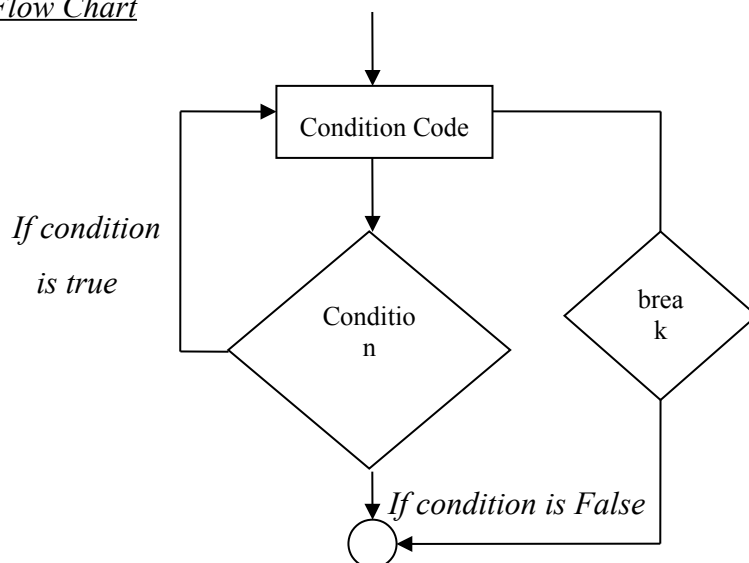 Flow Chart
Condition Code
If condition
is true
Conditio
n
brea
k
If condition is False